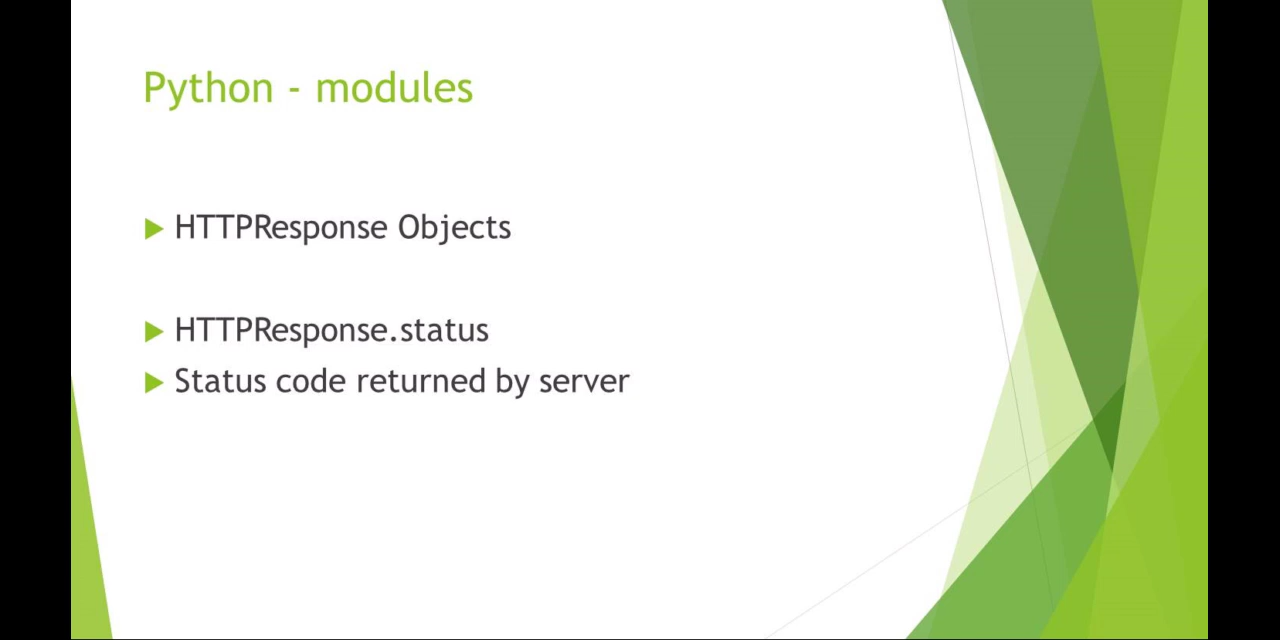 Python - modules
HTTPResponse Objects
HTTPResponse.status
Status code returned by server